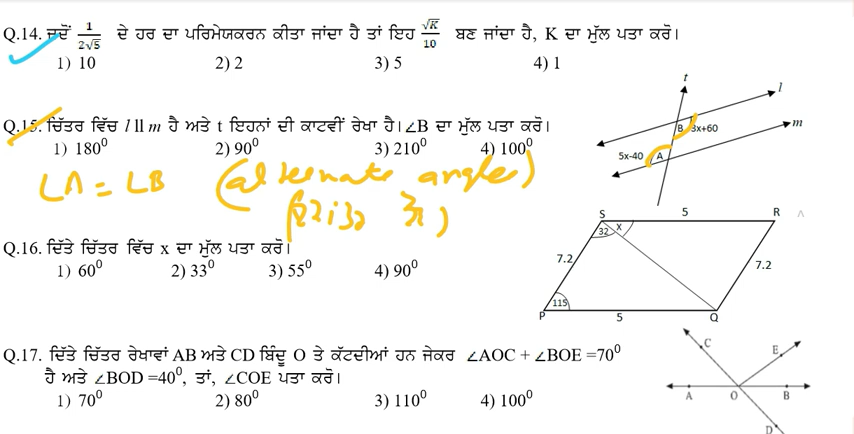 Q.14. ਜਦੋਂ 1/2√5 ਦੇ ਹਰ ਦਾ ਪਰਿਮੇਯਕਰਨ ਕੀਤਾ ਜਾਂਦਾ ਹੈ ਤਾਂ ਇਹ √K/10 ਬਣ ਜਾਂਦਾ ਹੈ, K ਦਾ ਮੁੱਲ ਪਤਾ ਕਰੋ।
1) 10 2) 2 3) 5 4) 1
Q.15. ਚਿੱਤਰ ਵਿੱਚ l ll m ਹੈ ਅਤੇ t ਇਹਨਾਂ ਦੀ ਕਾਟਵੀਂ ਰੇਖਾ ਹੈ।∠B ਦਾ ਮੁੱਲ ਪਤਾ ਕਰੋ।
1) 180⁰ 2) 90⁰ 3) 210⁰ 4) 100⁰
t
l
B 3x+60
m
5x-40 A
∠A = ∠B (alternate angles)
Q.16. ਦਿੱਤੇ ਚਿੱਤਰ ਵਿੱਚ x ਦਾ ਮੁੱਲ ਪਤਾ ਕਰੋ।
1) 60⁰ 2) 33⁰ 3) 55⁰ 4) 90⁰
S 5 R
32 X
7.2 7.2
115
P 5 Q
Q.17. ਦਿੱਤੇ ਚਿੱਤਰ ਰੇਖਾਵਾਂ AB ਅਤੇ CD ਬਿੰਦੂ O ਤੇ ਕੱਟਦੀਆਂ ਹਨ ਜੇਕਰ ∠AOC + ∠BOE =70⁰
ਹੈ ਅਤੇ ∠BOD =40⁰, ਤਾਂ, ∠COE ਪਤਾ ਕਰੋ।
1) 70⁰ 2) 80⁰ 3) 110⁰ 4) 100⁰
C E
A O B
D